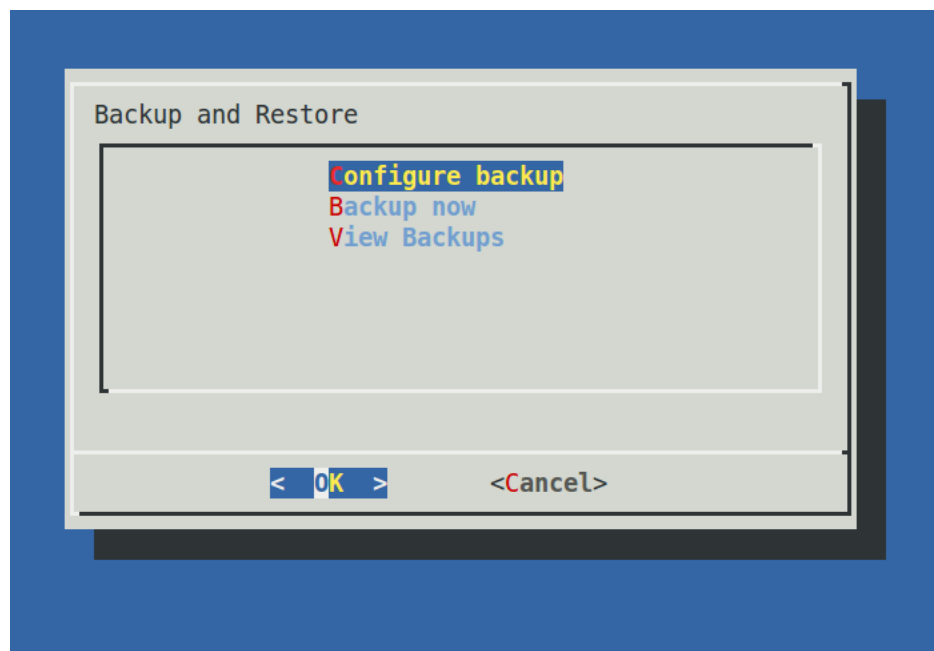 Backup and Restore
Configure backup
Backup now
View Backups
< OK > <Cancel>